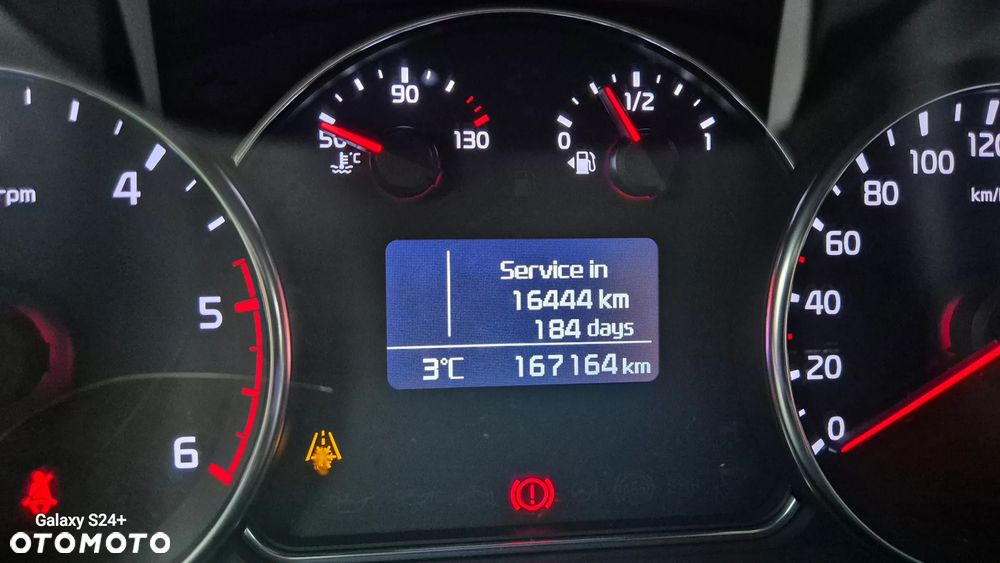 90
50
°C
130
0
1/2
1
rpm
4
5
6
Service in
16444 km
184 days
3°C 167164 km
120
100
km/
80
60
40
20
0
Galaxy S24+
OTOMOTO